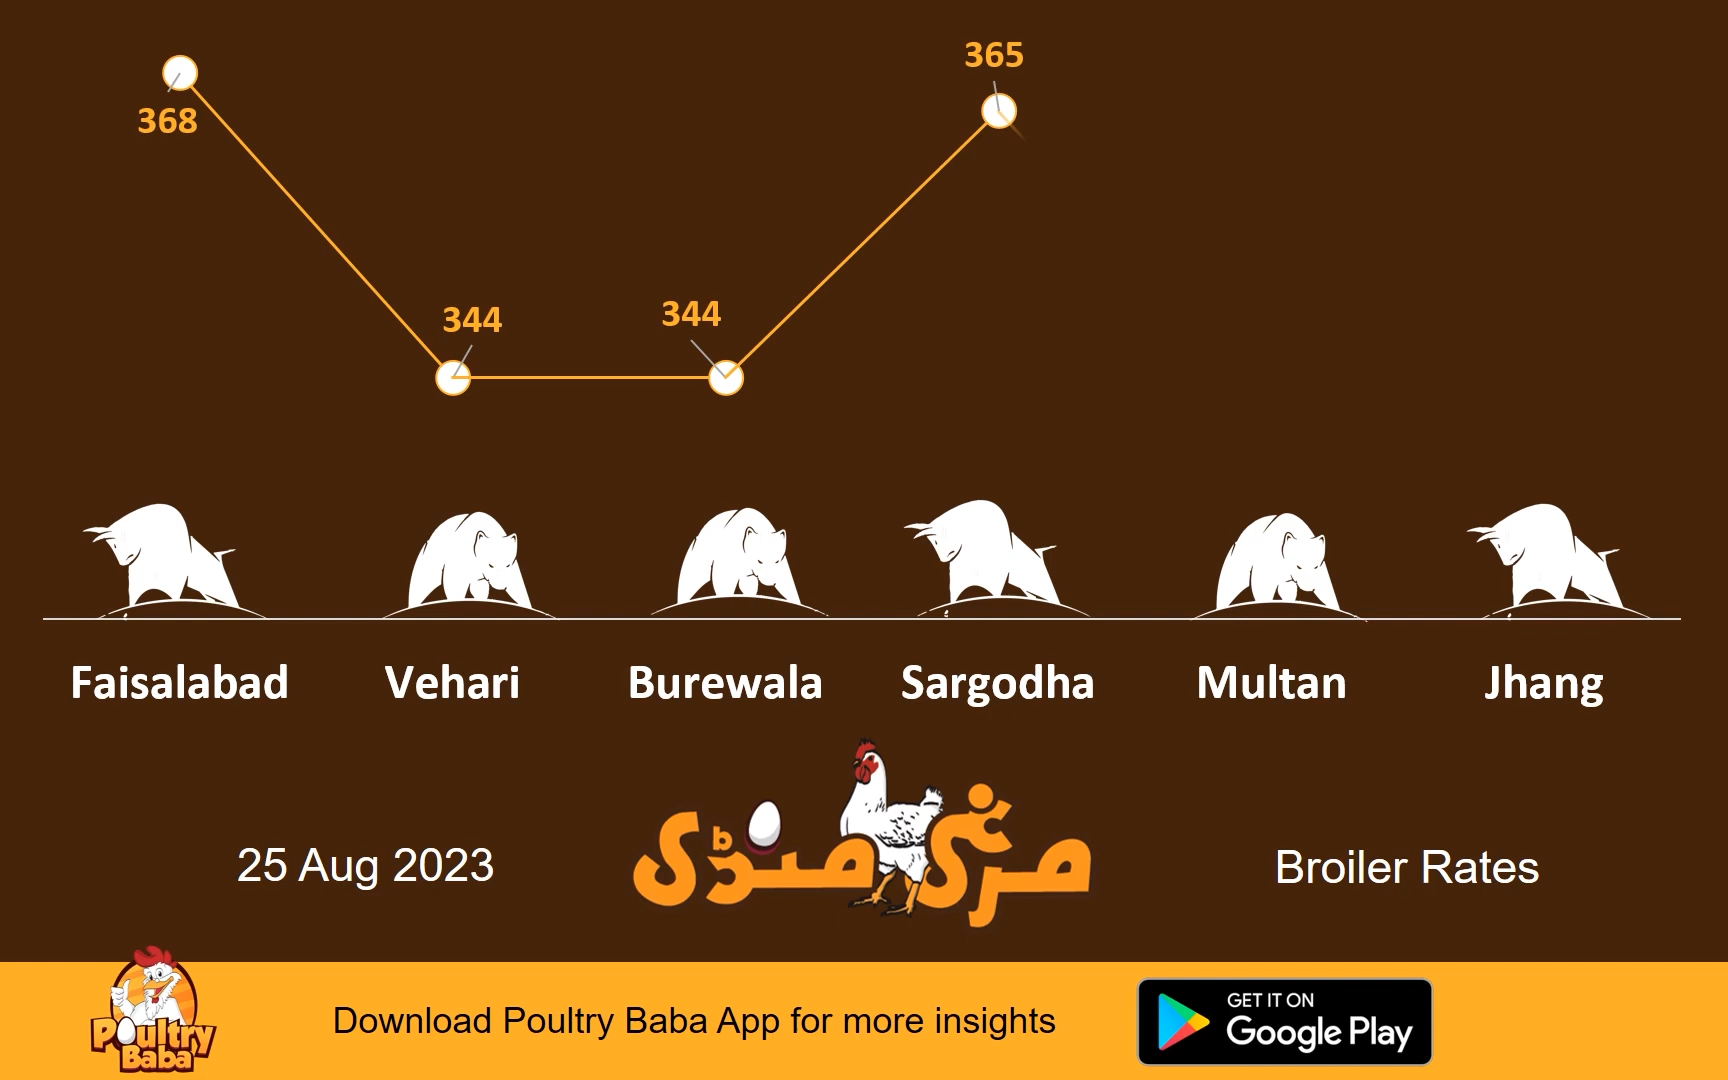 365
368
344
344
Faisalabad Vehari Burewala Sargodha Multan Jhang
مرغی منڈی
25 Aug 2023
Broiler Rates
Poultry
Baba
Download Poultry Baba App for more insights
GET IT ON
Google Play